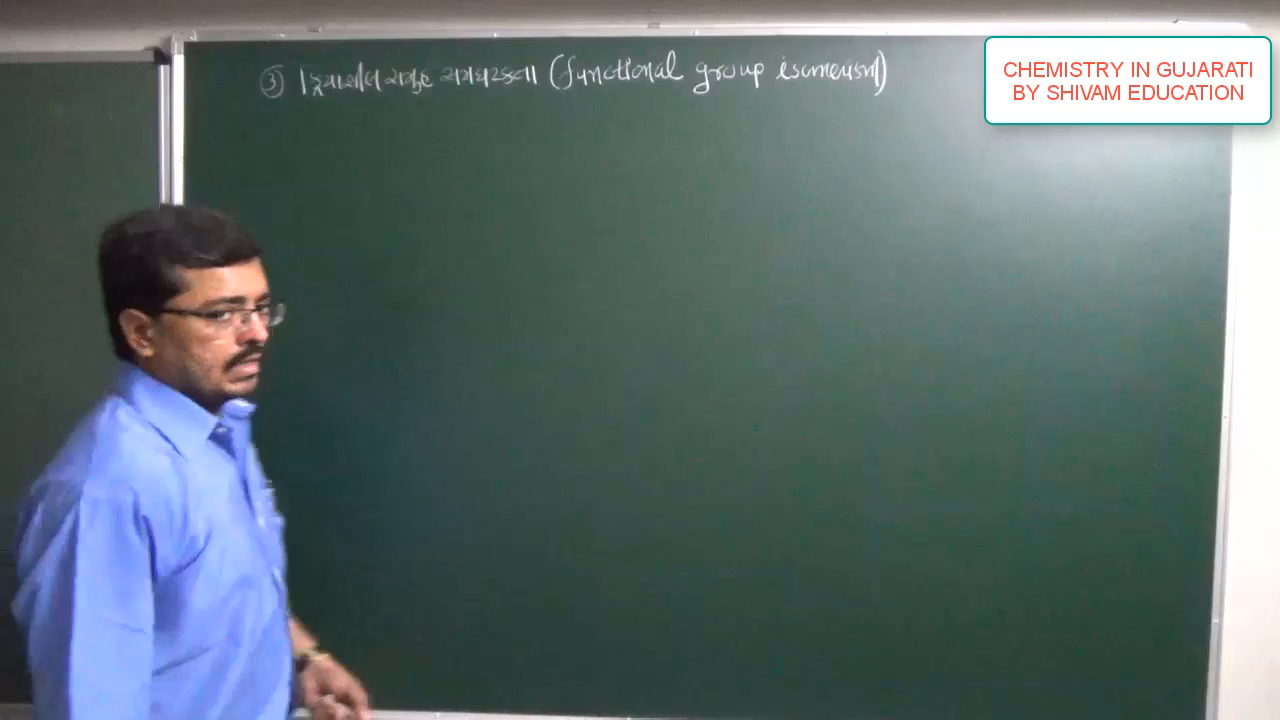 ③ ક્રિયાશીલ સમૂહ સમઘટકતા (functional group isomerism)
CHEMISTRY IN GUJARATI
BY SHIVAM EDUCATION